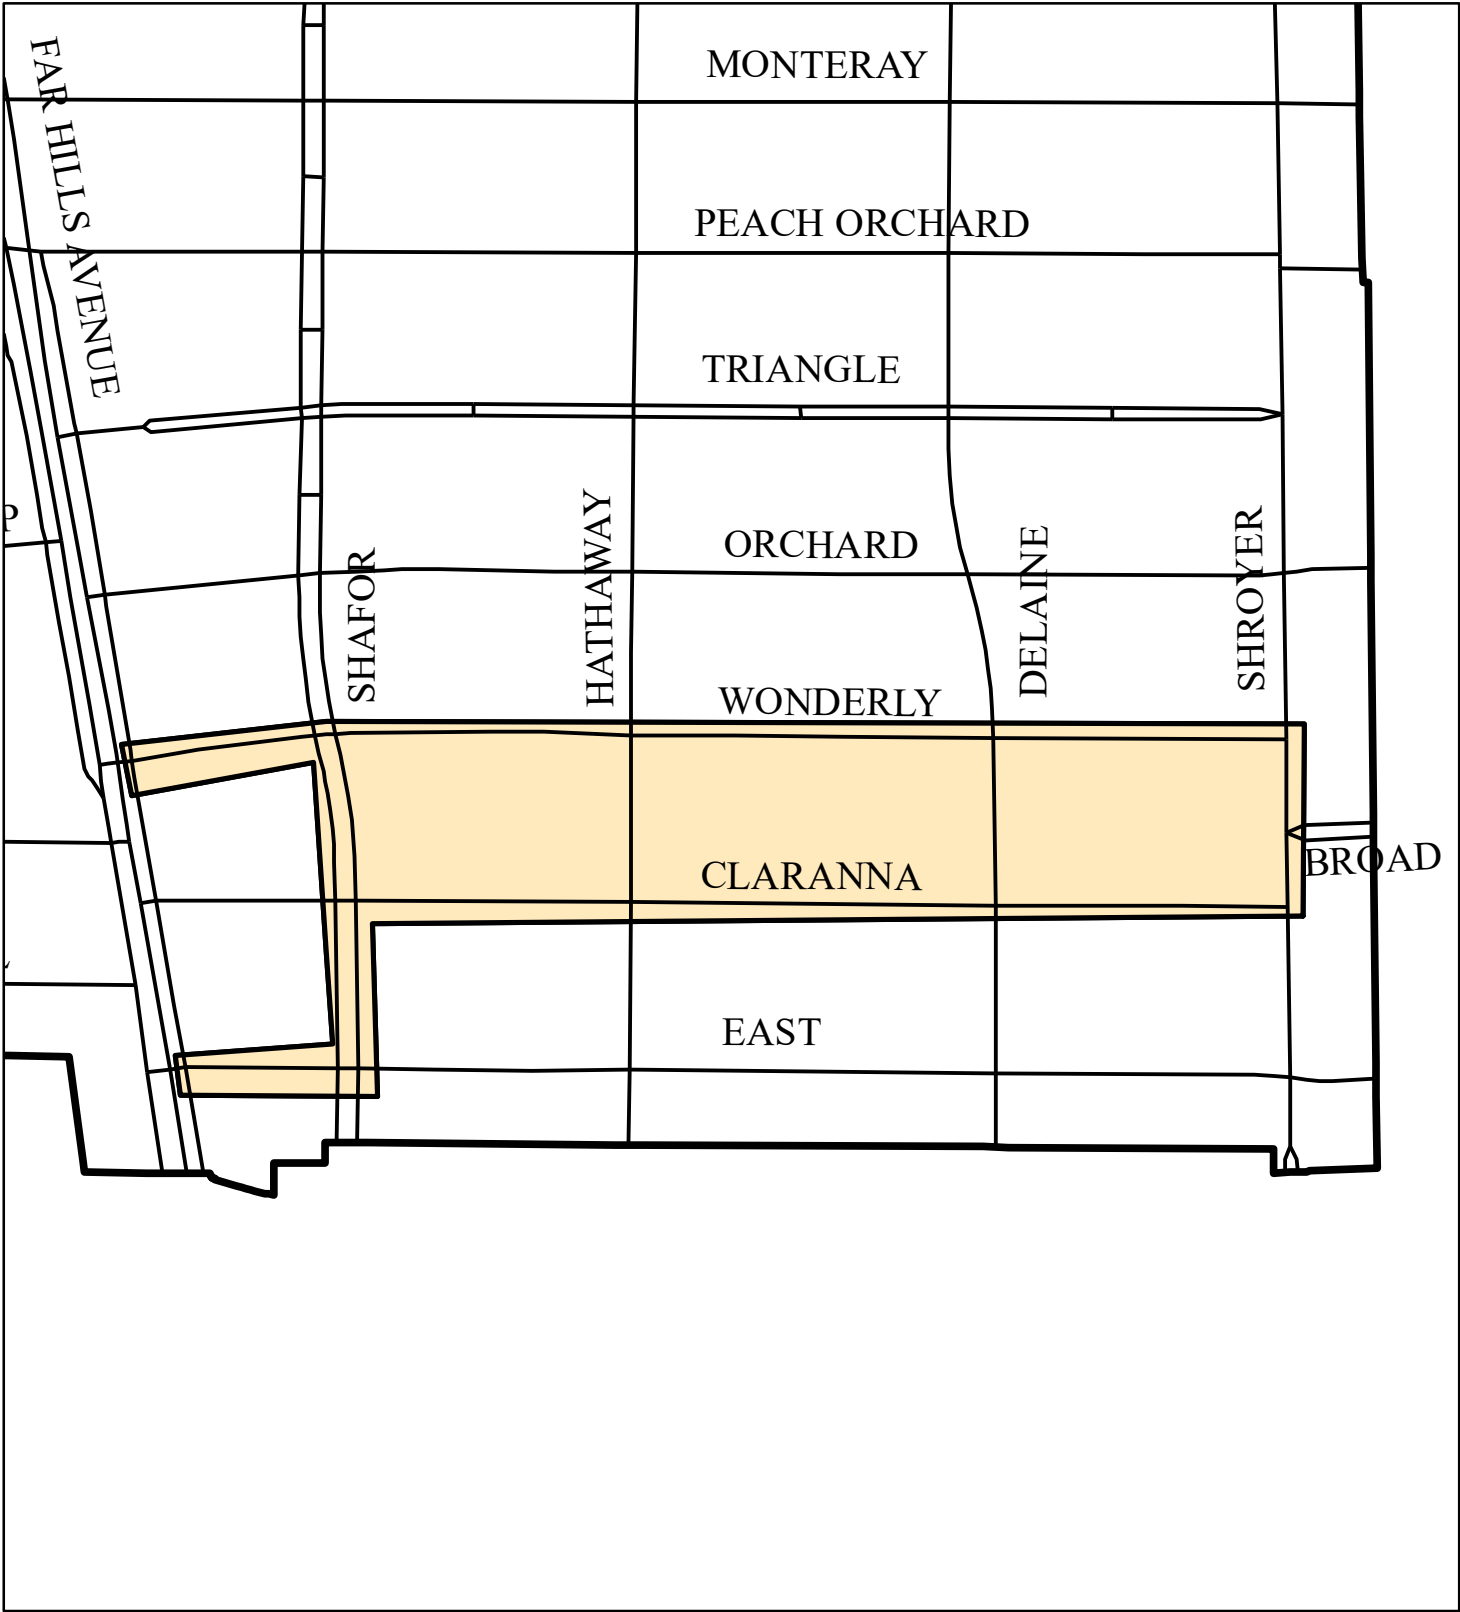 MONTERAY
FAR HILLS AVENUE
PEACH ORCHARD
TRIANGLE
P
ORCHARD
SHAFOR
HATHAWAY
DELAINE
SHROYER
WONDERLY
CLARANNA
BROAD
EAST